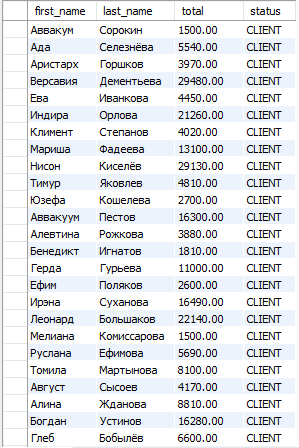 first_name last_name total status
Аввакум Сорокин 1500.00 CLIENT
Ада Селезнёва 5540.00 CLIENT
Аристарх Горшков 3970.00 CLIENT
Версавия Дементьева 29480.00 CLIENT
Ева Иванкова 4450.00 CLIENT
Индира Орлова 21260.00 CLIENT
Климент Степанов 4020.00 CLIENT
Мариша Фадеева 13100.00 CLIENT
Нисон Киселёв 29130.00 CLIENT
Тимур Яковлев 4810.00 CLIENT
Юзефа Кошелева 2700.00 CLIENT
Аввакуум Пестов 16300.00 CLIENT
Алевтина Рожкова 3880.00 CLIENT
Бенедикт Игнатов 1810.00 CLIENT
Герда Гурьева 11000.00 CLIENT
Ефим Поляков 2600.00 CLIENT
Ирэна Суханова 16490.00 CLIENT
Леонард Большаков 22140.00 CLIENT
Мелиана Комиссарова 1500.00 CLIENT
Руслана Ефимова 5690.00 CLIENT
Томила Мартынова 8100.00 CLIENT
Август Сысоев 4170.00 CLIENT
Алина Жданова 8810.00 CLIENT
Богдан Устинов 16280.00 CLIENT
Глеб Бобылёв 6600.00 CLIENT